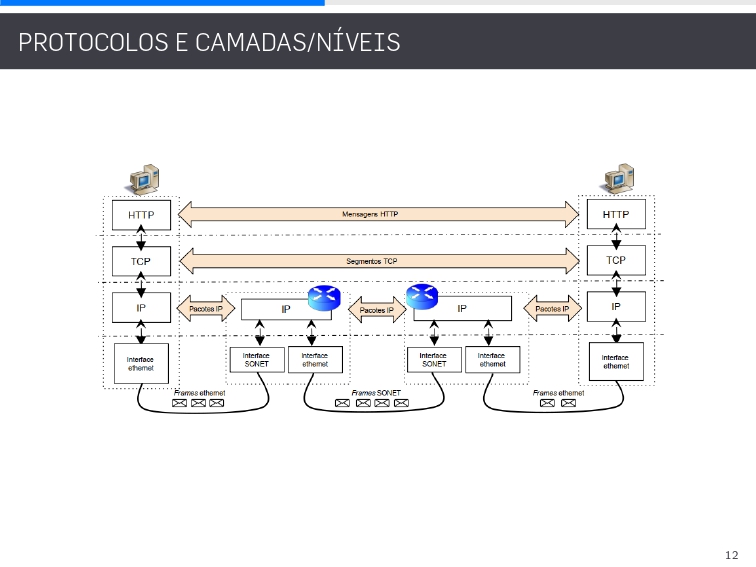 PROTOCOLOS E CAMADAS/NÍVEIS
HTTP
Mensagens HTTP
HTTP
TCP
Segmentos TCP
TCP
IP
Pacotes IP
IP
Pacotes IP
IP
Pacotes IP
IP
Interface
ethernet
Interface
SONET
Interface
ethernet
Interface
SONET
Interface
ethernet
Interface
ethernet
Frames ethernet
Frames SONET
Frames ethernet
12